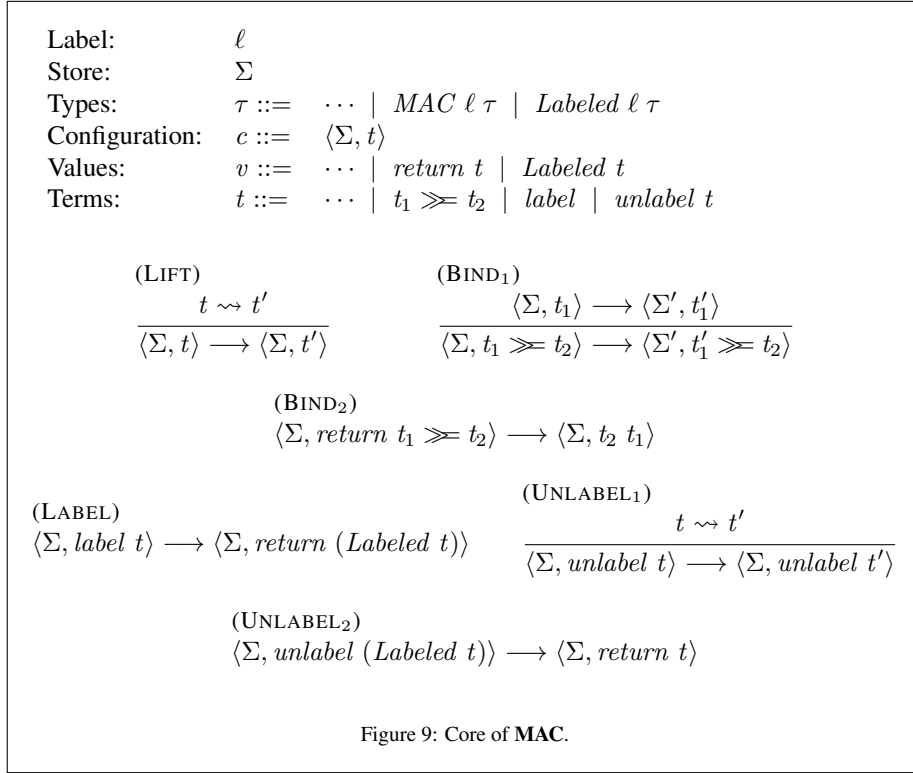 Label: ℓ
Store: Σ
Types: τ ::= ⋯ | MAC ℓ τ | Labeled ℓ τ
Configuration: c ::= ⟨Σ, t⟩
Values: v ::= ⋯ | return t | Labeled t
Terms: t ::= ⋯ | t₁ >>= t₂ | label | unlabel t
(LIFT)
t ⇝ t′
⟨Σ, t⟩ ⟶ ⟨Σ, t′⟩
(BIND₁)
⟨Σ, t₁⟩ ⟶ ⟨Σ′, t′₁⟩
⟨Σ, t₁ >>= t₂⟩ ⟶ ⟨Σ′, t′₁ >>= t₂⟩
(BIND₂)
⟨Σ, return t₁ >>= t₂⟩ ⟶ ⟨Σ, t₂ t₁⟩
(LABEL)
⟨Σ, label t⟩ ⟶ ⟨Σ, return (Labeled t)⟩
(UNLABEL₁)
t ⇝ t′
⟨Σ, unlabel t⟩ ⟶ ⟨Σ, unlabel t′⟩
(UNLABEL₂)
⟨Σ, unlabel (Labeled t)⟩ ⟶ ⟨Σ, return t⟩
Figure 9: Core of MAC.